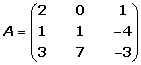 2 0 1
A = 1 1 -4
3 7 -3